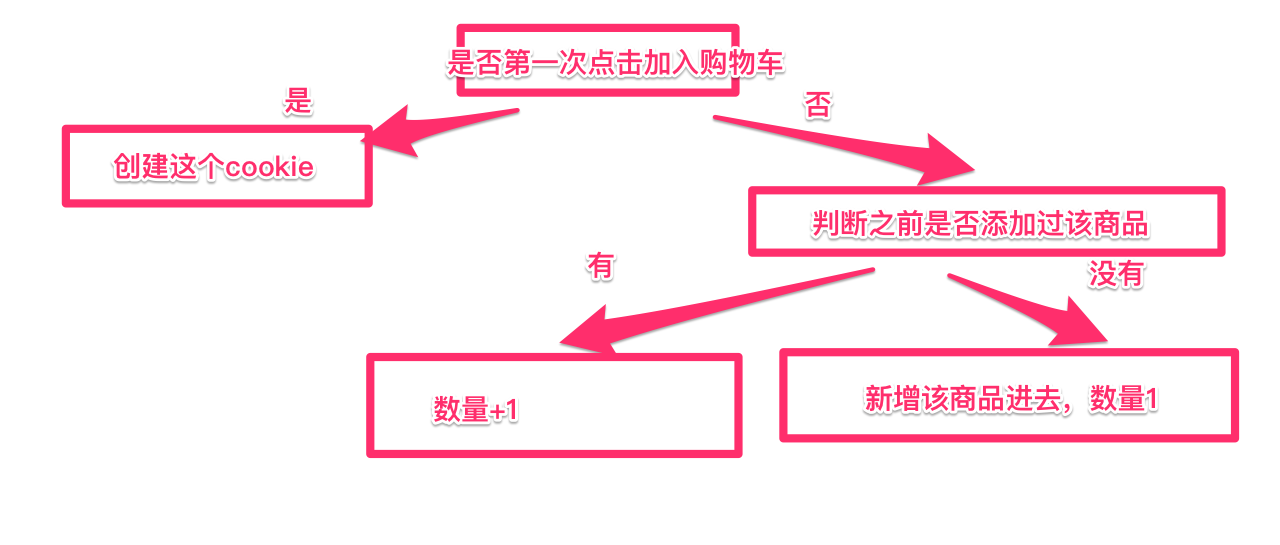 是否第一次点击加入购物车
是
否
创建这个cookie
判断之前是否添加过该商品
有
没有
数量+1
新增该商品进去，数量1